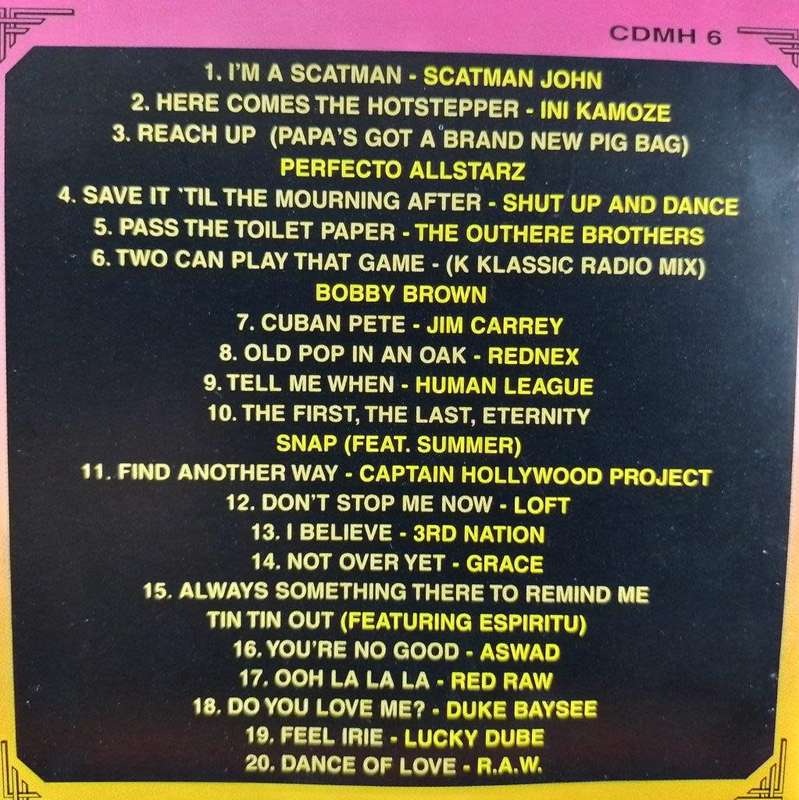 CDMH 6
1. I'M A SCATMAN - SCATMAN JOHN
2. HERE COMES THE HOTSTEPPER - INI KAMOZE
3. REACH UP (PAPA'S GOT A BRAND NEW PIG BAG)
PERFECTO ALLSTARZ
4. SAVE IT 'TIL THE MOURNING AFTER - SHUT UP AND DANCE
5. PASS THE TOILET PAPER - THE OUTHERE BROTHERS
6. TWO CAN PLAY THAT GAME - (K KLASSIC RADIO MIX)
BOBBY BROWN
7. CUBAN PETE - JIM CARREY
8. OLD POP IN AN OAK - REDNEX
9. TELL ME WHEN - HUMAN LEAGUE
10. THE FIRST, THE LAST, ETERNITY
SNAP (FEAT. SUMMER)
11. FIND ANOTHER WAY - CAPTAIN HOLLYWOOD PROJECT
12. DON'T STOP ME NOW - LOFT
13. I BELIEVE - 3RD NATION
14. NOT OVER YET - GRACE
15. ALWAYS SOMETHING THERE TO REMIND ME
TIN TIN OUT (FEATURING ESPIRITU)
16. YOU'RE NO GOOD - ASWAD
17. OOH LA LA LA - RED RAW
18. DO YOU LOVE ME? - DUKE BAYSEE
19. FEEL IRIE - LUCKY DUBE
20. DANCE OF LOVE - R.A.W.